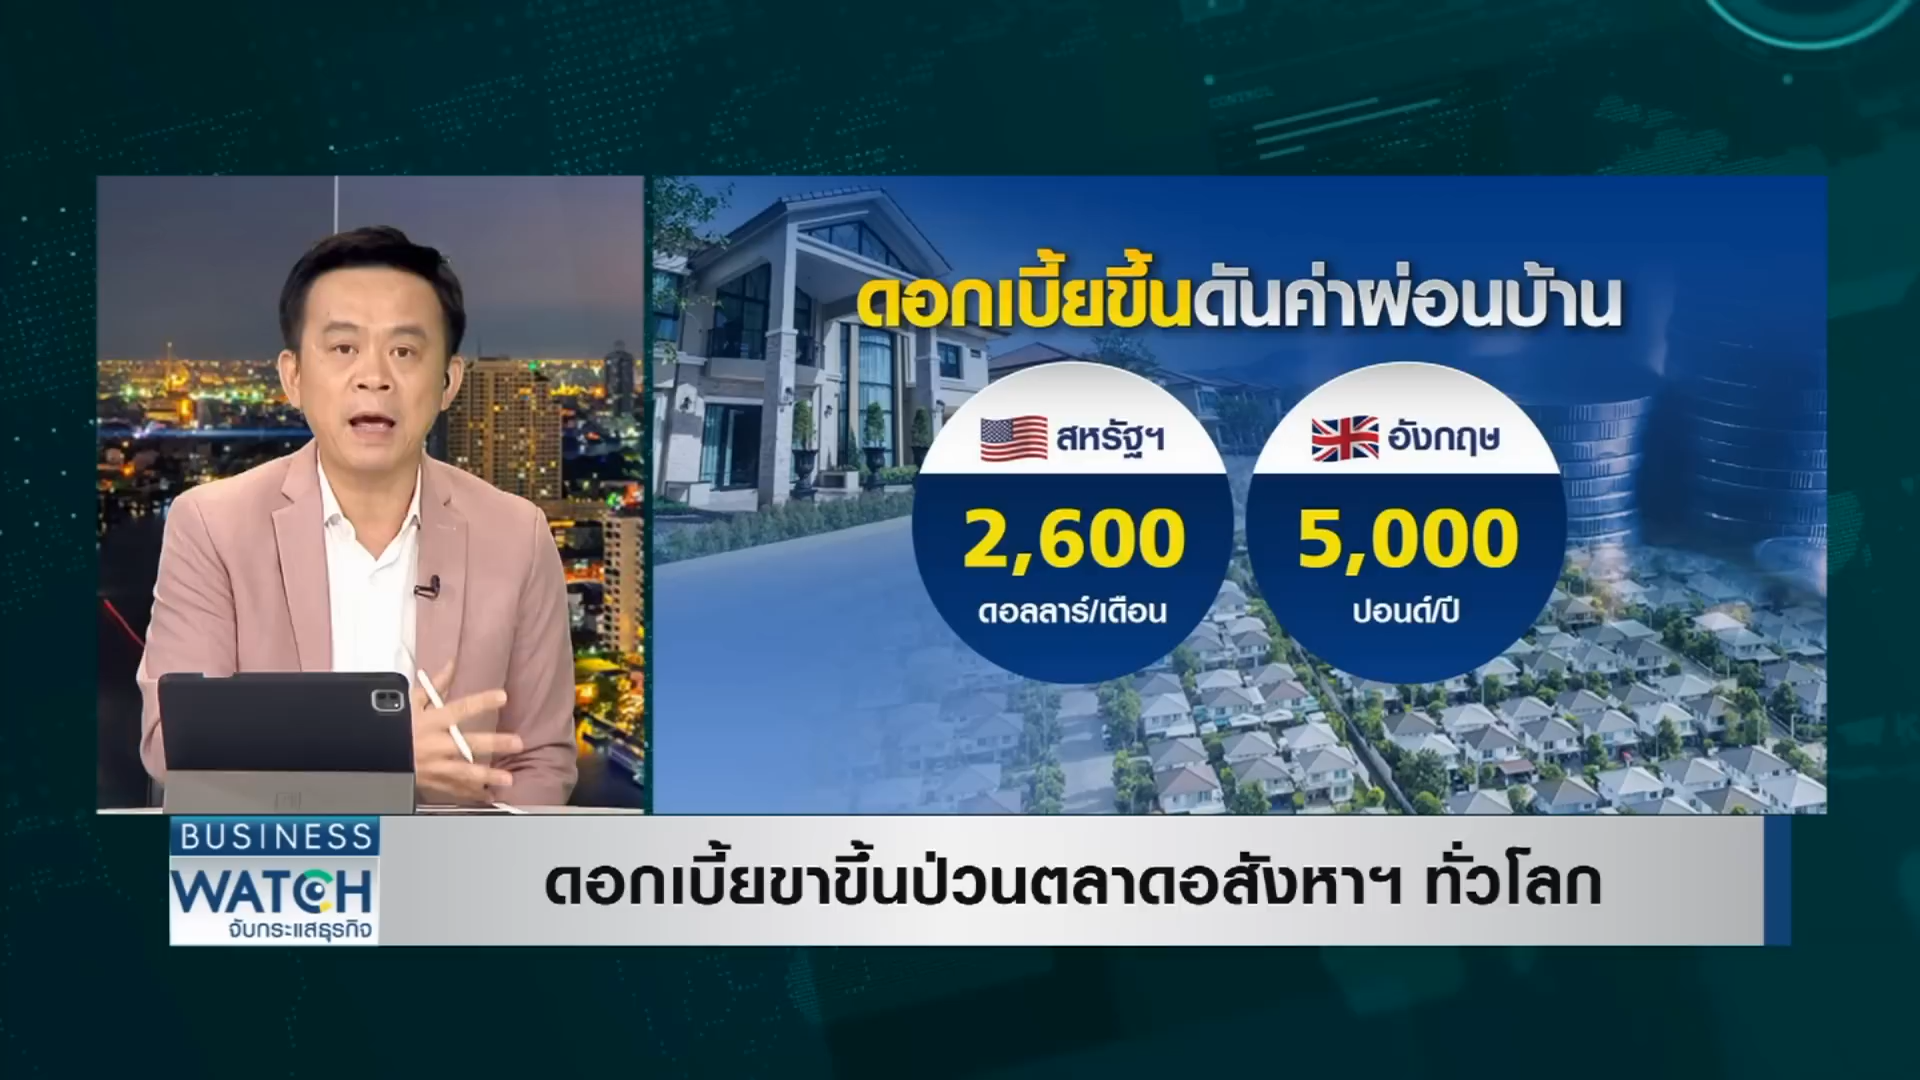 ดอกเบี้ยขึ้นดันค่าผ่อนบ้าน
สหรัฐฯ
2,600
ดอลลาร์/เดือน
อังกฤษ
5,000
ปอนด์/ปี
BUSINESS
WATCH
จับกระแสธุรกิจ
ดอกเบี้ยขาขึ้นป่วนตลาดอสังหาฯ ทั่วโลก